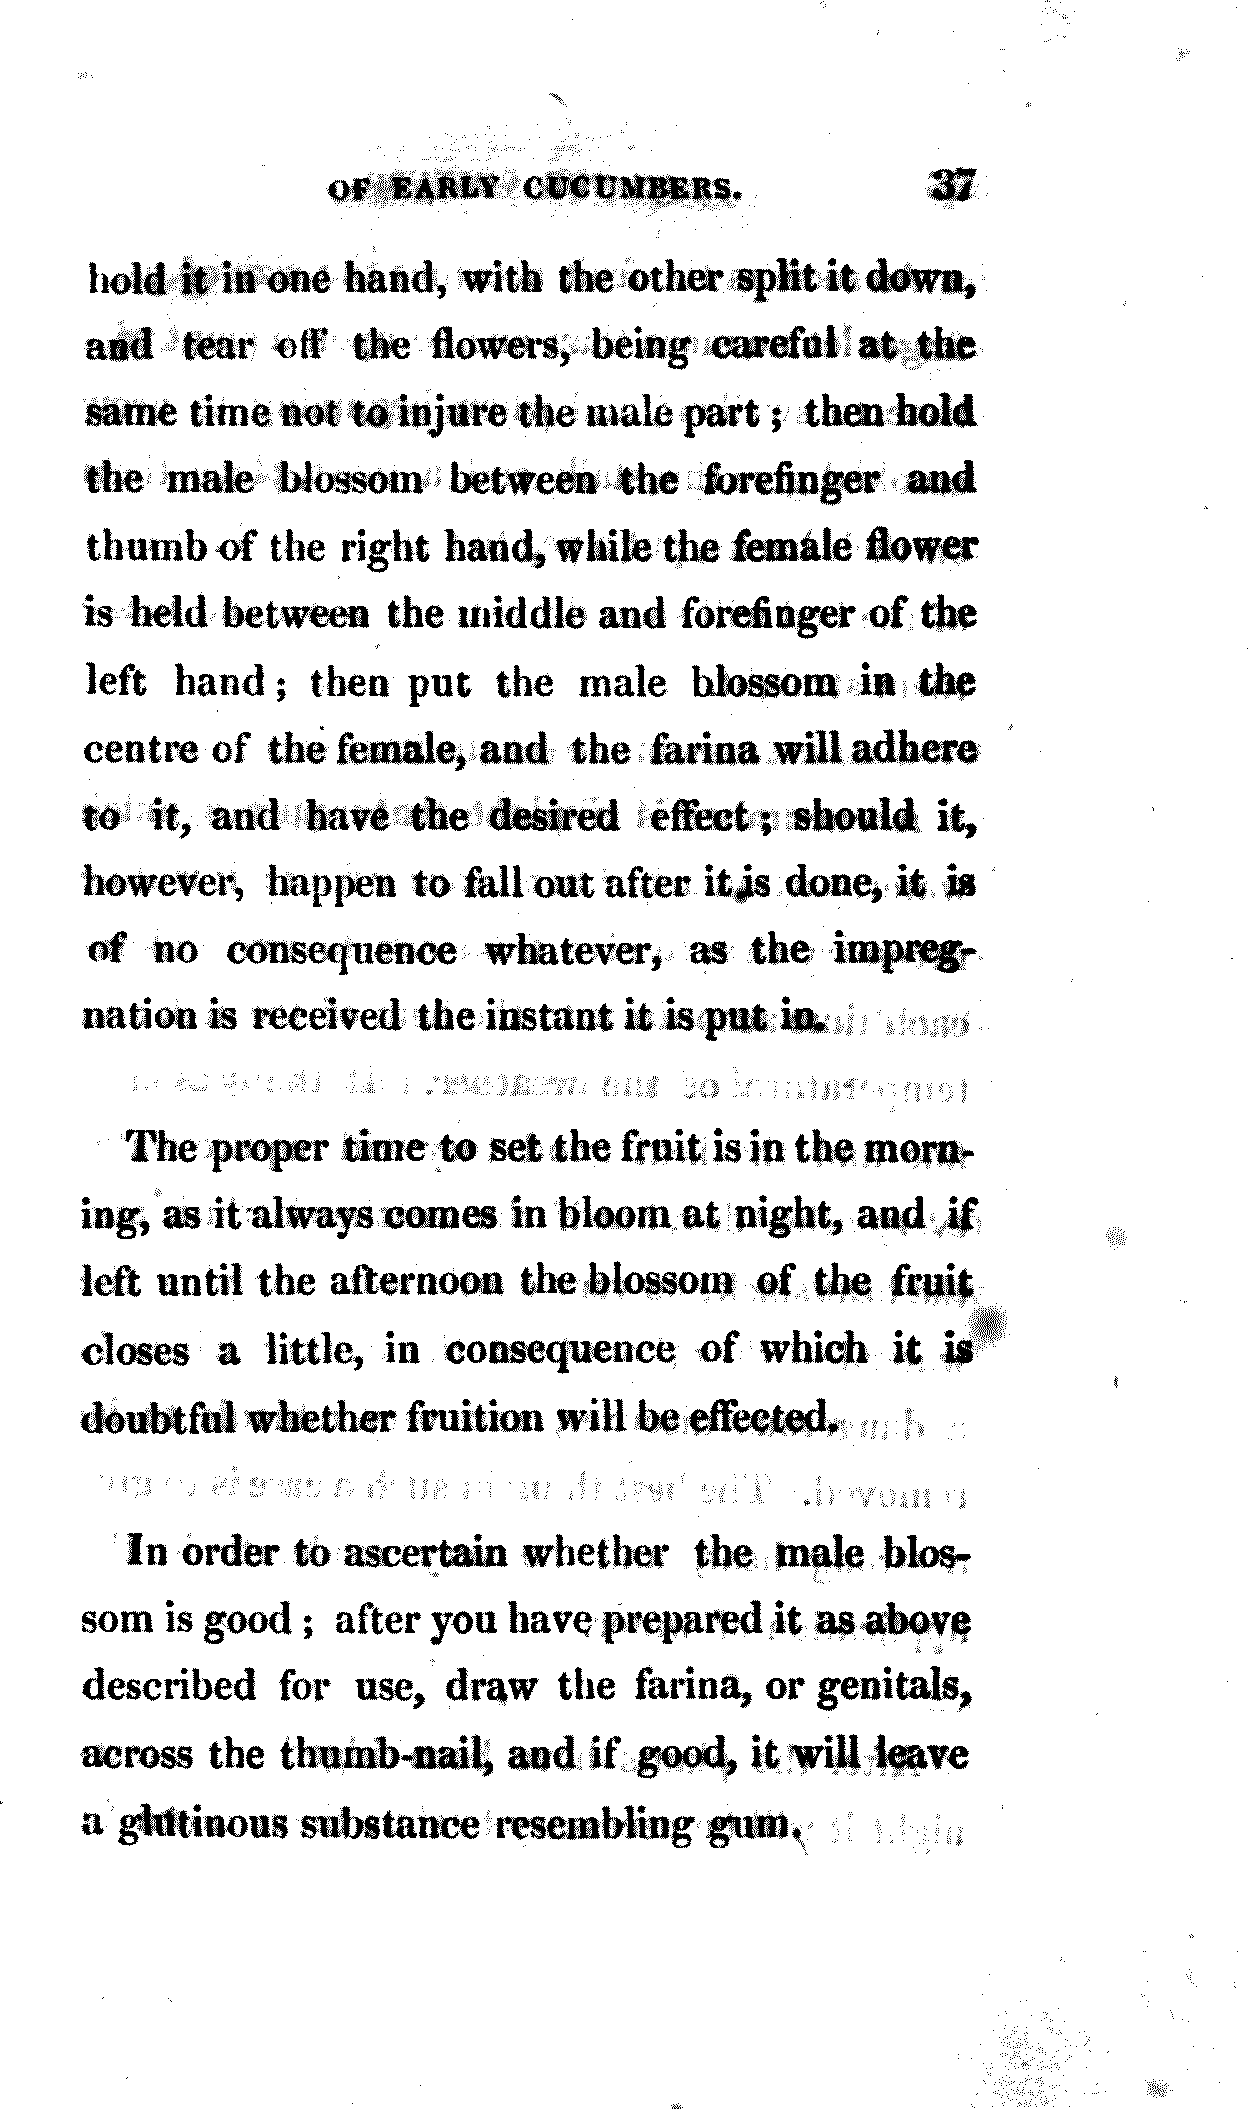 OF EARLY CUCUMBERS. 37
hold it in one hand, with the other split it down,
and tear off the flowers, being careful at the
same time not to injure the male part ; then hold
the male blossom between the forefinger and
thumb of the right hand, while the female flower
is held between the middle and forefinger of the
left hand ; then put the male blossom in the
centre of the female, and the farina will adhere
to it, and have the desired effect ; should it,
however, happen to fall out after it is done, it is
of no consequence whatever, as the impreg-
nation is received the instant it is put in.
The proper time to set the fruit is in the morn-
ing, as it always comes in bloom at night, and if
left until the afternoon the blossom of the fruit
closes a little, in consequence of which it is
doubtful whether fruition will be effected.
In order to ascertain whether the male blos-
som is good ; after you have prepared it as above
described for use, draw the farina, or genitals,
across the thumb-nail, and if good, it will leave
a glutinous substance resembling gum.